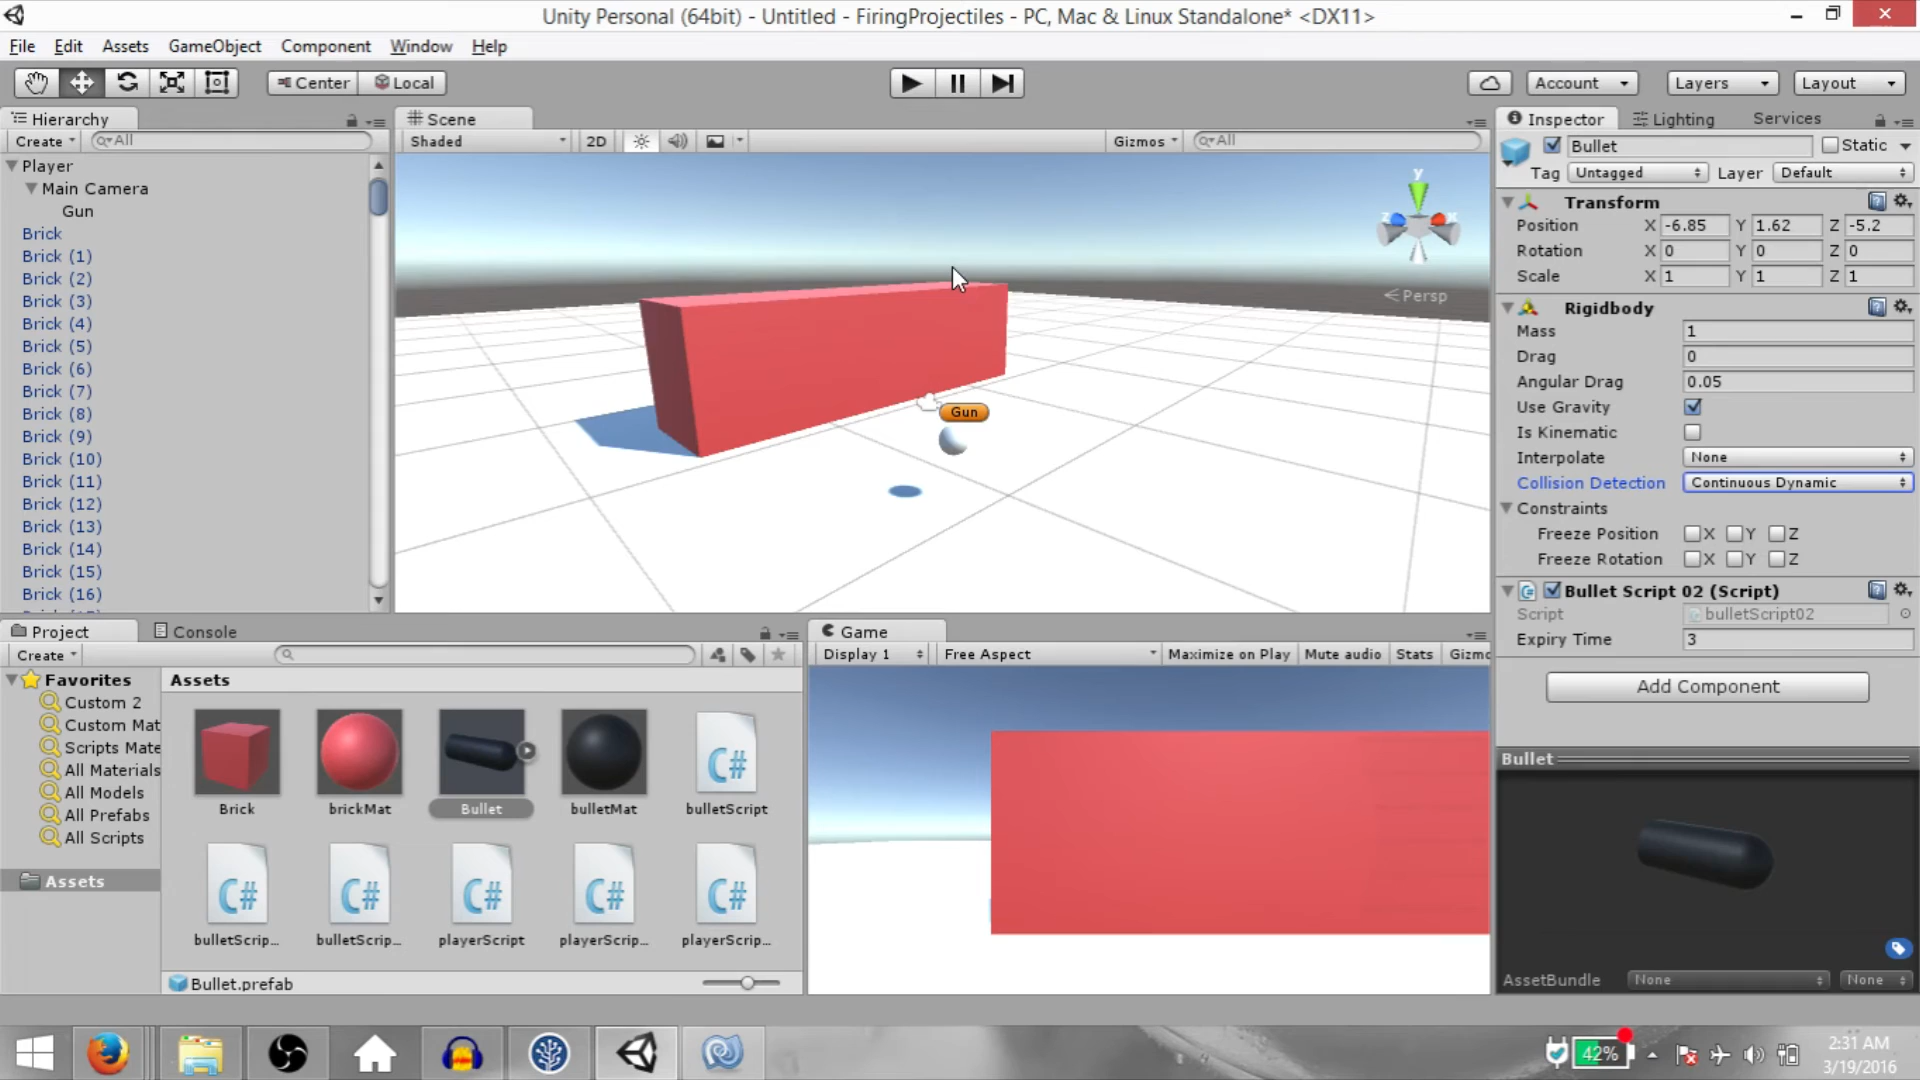 Unity Personal (64bit) - Untitled - FiringProjectiles - PC, Mac & Linux Standalone* <DX11>
File Edit Assets GameObject Component Window Help
Center Local Account Layers Layout
Hierarchy
Create All
Player
Main Camera
Gun
Brick
Brick (1)
Brick (2)
Brick (3)
Brick (4)
Brick (5)
Brick (6)
Brick (7)
Brick (8)
Brick (9)
Brick (10)
Brick (11)
Brick (12)
Brick (13)
Brick (14)
Brick (15)
Brick (16)
Scene
Shaded 2D Gizmos All
y
Persp
Gun
Inspector Lighting Services
Bullet Static
Tag Untagged Layer Default
Transform
Position X -6.85 Y 1.62 Z -5.2
Rotation X 0 Y 0 Z 0
Scale X 1 Y 1 Z 1
Rigidbody
Mass 1
Drag 0
Angular Drag 0.05
Use Gravity
Is Kinematic
Interpolate None
Collision Detection Continuous Dynamic
Constraints
Freeze Position X Y Z
Freeze Rotation X Y Z
Bullet Script 02 (Script)
Script bulletScript02
Expiry Time 3
Add Component
Project Console
Create
Favorites
Custom 2
Custom Mat
Scripts Mate
All Materials
All Models
All Prefabs
All Scripts
Assets
Assets
Brick brickMat Bullet bulletMat bulletScript
C#
C# C# C# C# C#
bulletScrip... bulletScrip... playerScript playerScrip... playerScrip...
Bullet.prefab
Game
Display 1 Free Aspect Maximize on Play Mute audio Stats Gizmo
Bullet
AssetBundle None None
42%
2:31 AM
3/19/2016